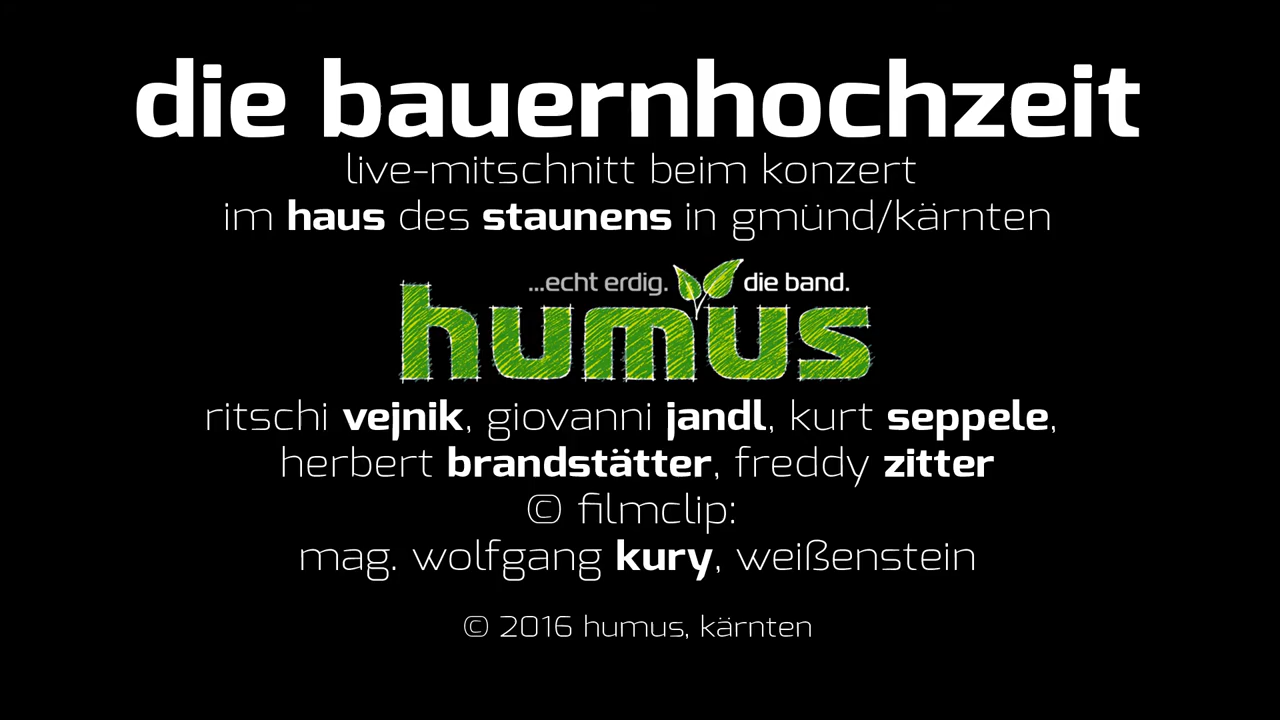 die bauernhochzeit
live-mitschnitt beim konzert
im haus des staunens in gmünd/kärnten
...echt erdig. die band.
humus
ritschi vejnik, giovanni jandl, kurt seppele,
herbert brandstätter, freddy zitter
© filmclip:
mag. wolfgang kury, weißenstein
© 2016 humus, kärnten